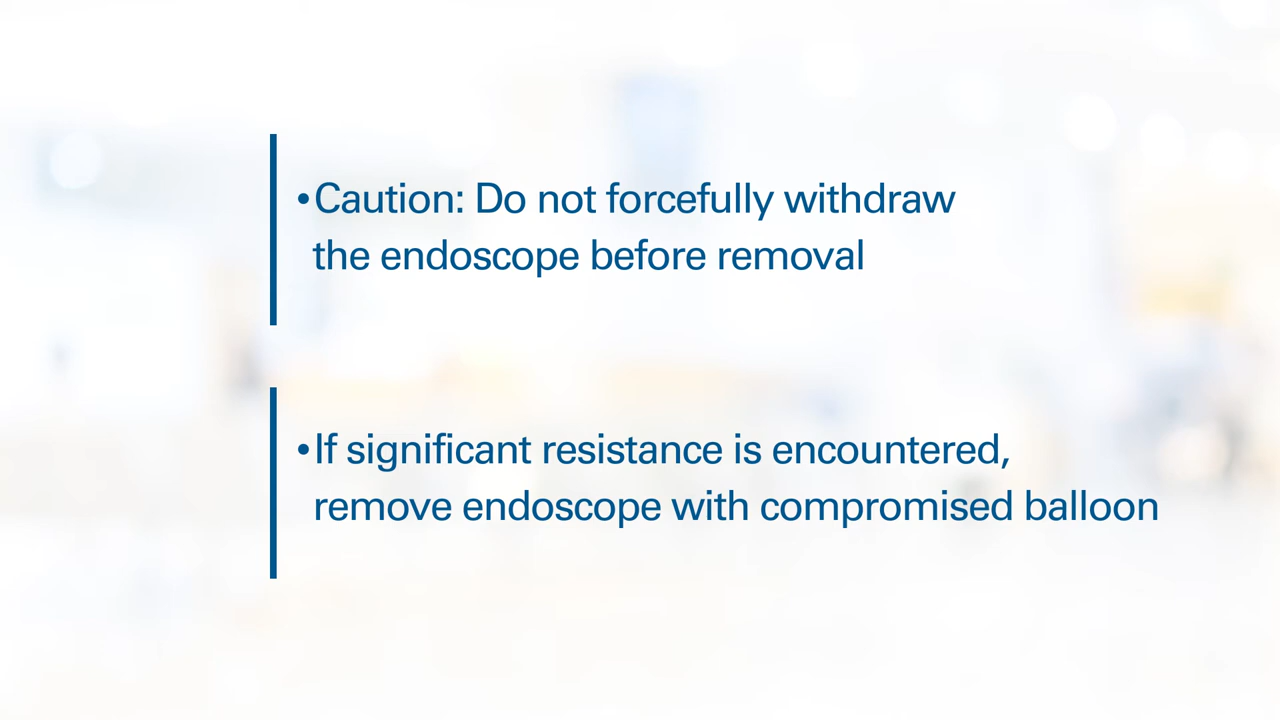 •Caution: Do not forcefully withdraw
the endoscope before removal
•If significant resistance is encountered,
remove endoscope with compromised balloon